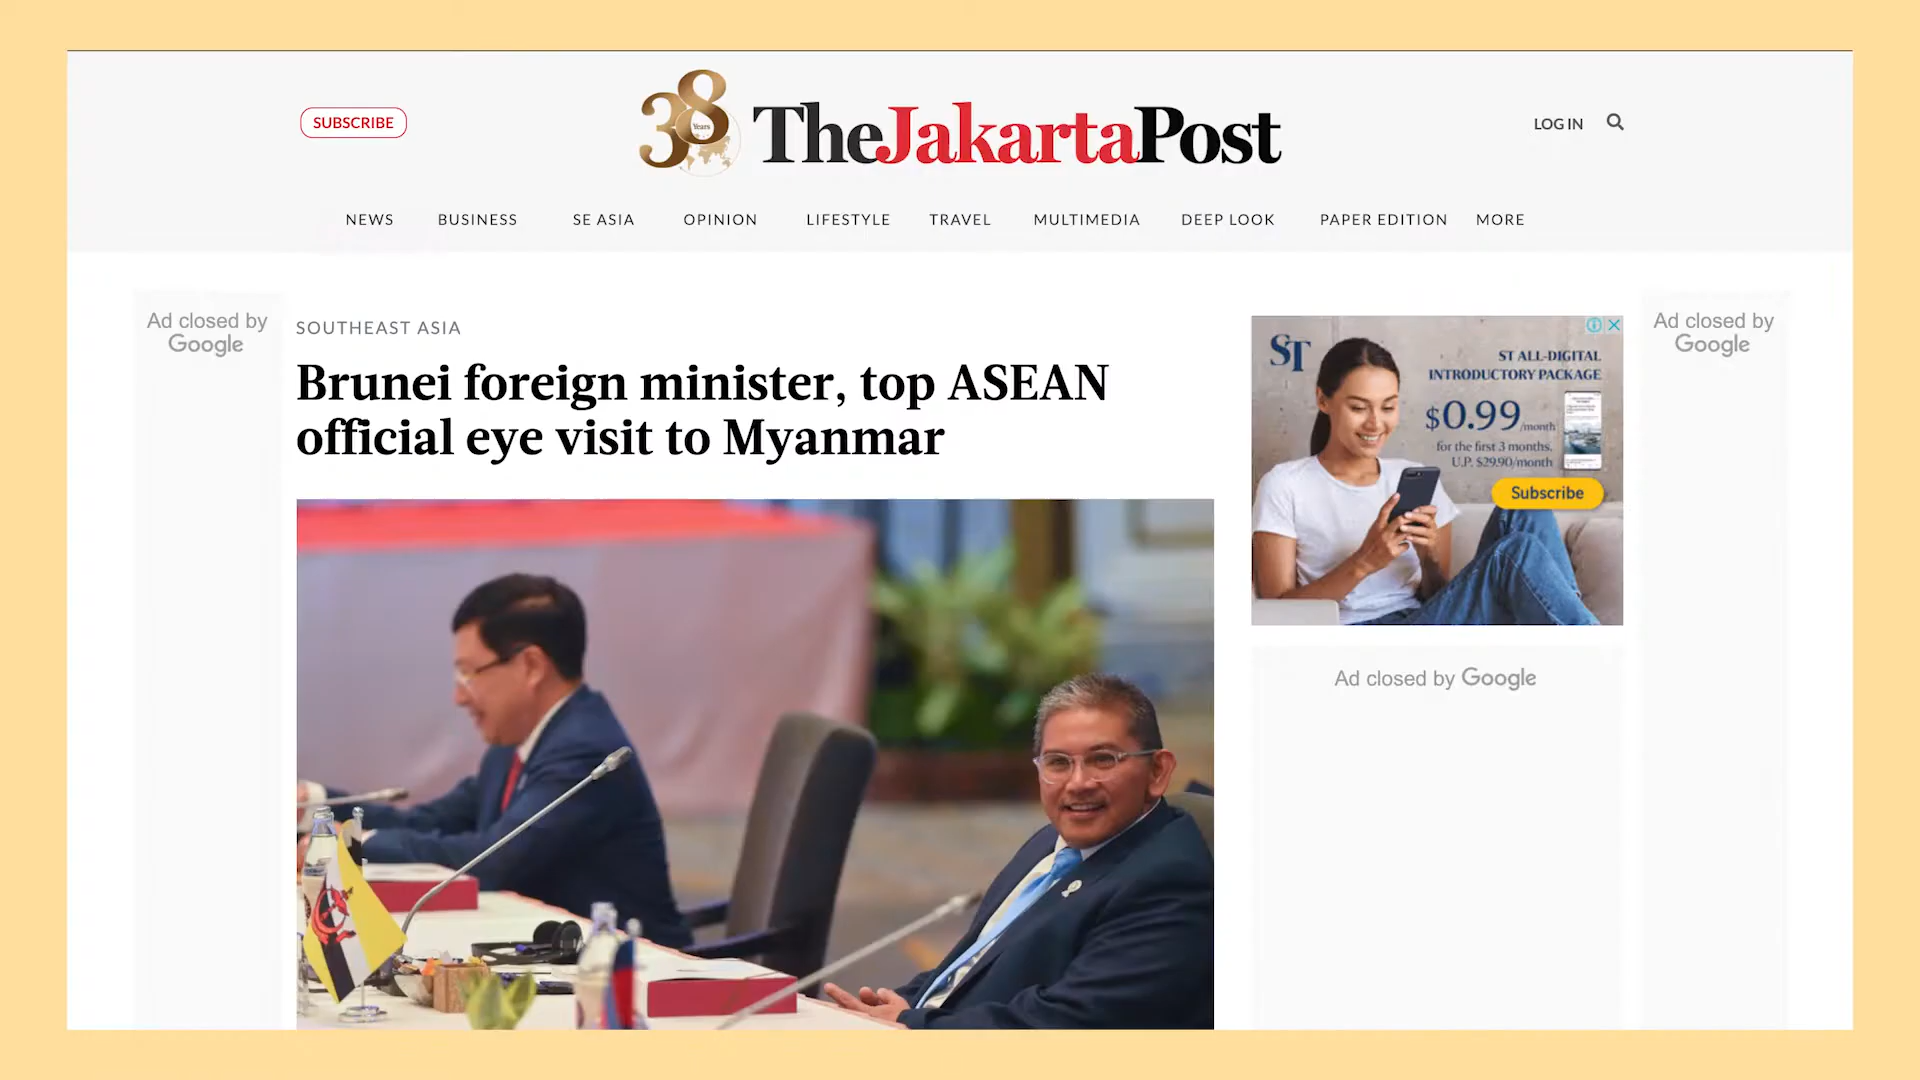 38
Years
TheJakartaPost
SUBSCRIBE
LOG IN
NEWS BUSINESS SE ASIA OPINION LIFESTYLE TRAVEL MULTIMEDIA DEEP LOOK PAPER EDITION MORE
Ad closed by
Google
SOUTHEAST ASIA
Brunei foreign minister, top ASEAN
official eye visit to Myanmar
ST
ST ALL-DIGITAL
INTRODUCTORY PACKAGE
$0.99/month
for the first 3 months.
U.P. $29.90/month
Subscribe
Ad closed by Google
Ad closed by
Google